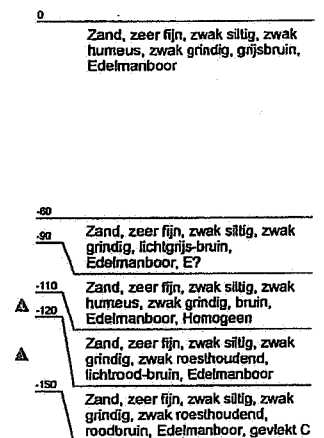 0
Zand, zeer fijn, zwak siltig, zwak
humeus, zwak grindig, grijsbruin,
Edelmanboor
-80
Zand, zeer fijn, zwak siltig, zwak
-90
grindig, lichtgrijs-bruin,
Edelmanboor, E?
-110
Zand, zeer fijn, zwak siltig, zwak
humeus, zwak grindig, bruin,
-120
Edelmanboor, Homogeen
Zand, zeer fijn, zwak siltig, zwak
grindig, zwak roesthoudend,
lichtrood-bruin, Edelmanboor
-150
Zand, zeer fijn, zwak siltig, zwak
grindig, zwak roesthoudend,
roodbruin, Edelmanboor, gevlekt C